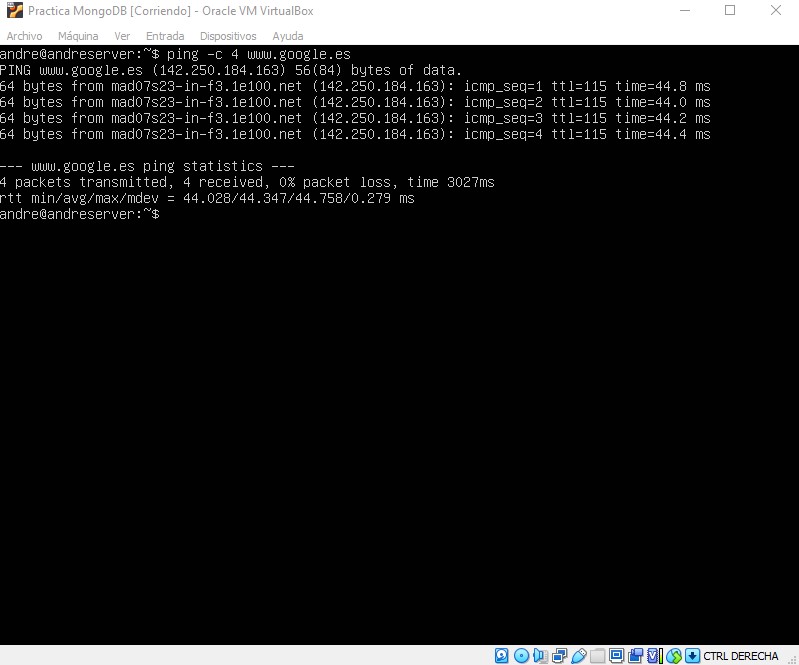 Practica MongoDB [Corriendo] - Oracle VM VirtualBox
Archivo Máquina Ver Entrada Dispositivos Ayuda
andre@andreserver:~$ ping -c 4 www.google.es
PING www.google.es (142.250.184.163) 56(84) bytes of data.
64 bytes from mad07s23-in-f3.1e100.net (142.250.184.163): icmp_seq=1 ttl=115 time=44.8 ms
64 bytes from mad07s23-in-f3.1e100.net (142.250.184.163): icmp_seq=2 ttl=115 time=44.0 ms
64 bytes from mad07s23-in-f3.1e100.net (142.250.184.163): icmp_seq=3 ttl=115 time=44.2 ms
64 bytes from mad07s23-in-f3.1e100.net (142.250.184.163): icmp_seq=4 ttl=115 time=44.4 ms
--- www.google.es ping statistics ---
4 packets transmitted, 4 received, 0% packet loss, time 3027ms
rtt min/avg/max/mdev = 44.028/44.347/44.758/0.279 ms
andre@andreserver:~$
CTRL DERECHA